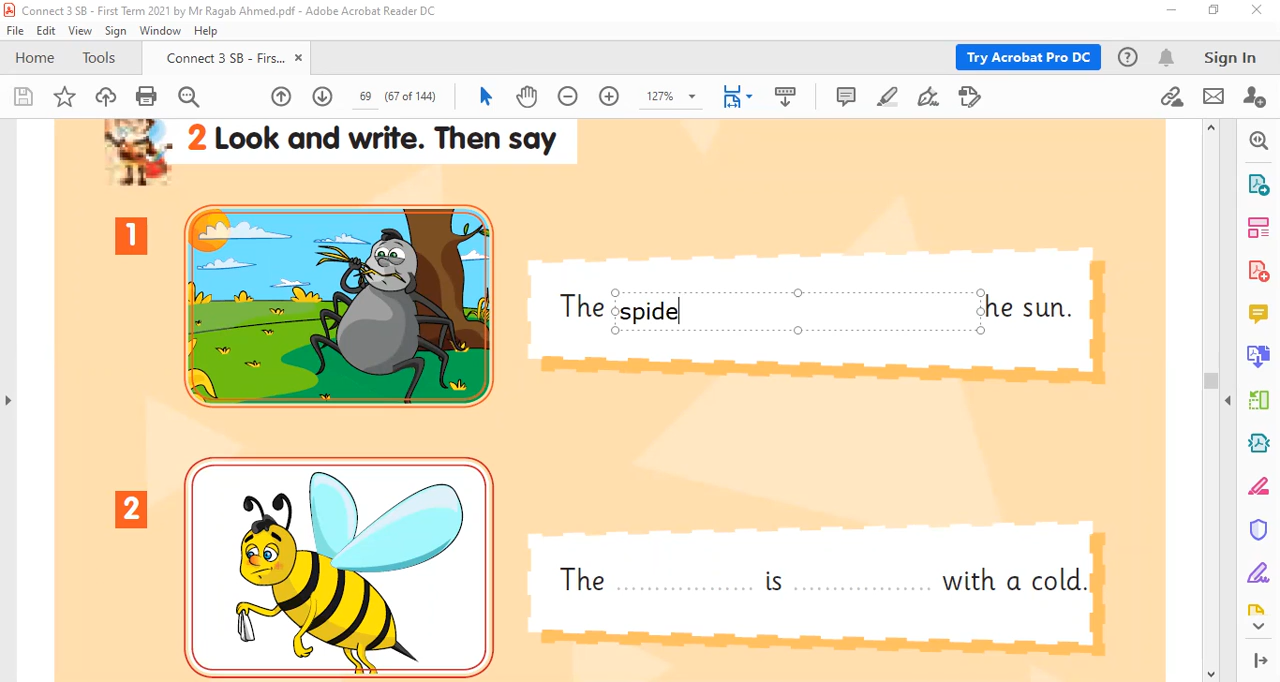 Connect 3 SB - First Term 2021 by Mr Ragab Ahmed.pdf - Adobe Acrobat Reader DC
File Edit View Sign Window Help
Home Tools Connect 3 SB - Firs... × Try Acrobat Pro DC Sign In
69 (67 of 144) 127%
2 Look and write. Then say
1
The spide he sun.
2
The .................. is .................. with a cold.